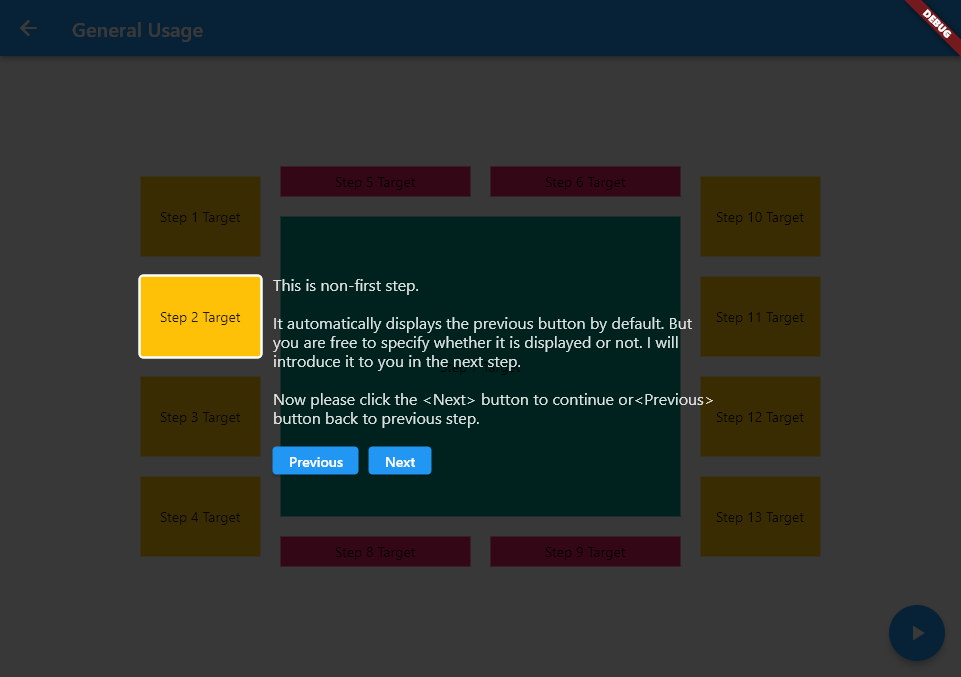 General Usage
DEBUG
Step 5 Target
Step 6 Target
Step 1 Target
Step 10 Target
Step 2 Target
This is non-first step.
It automatically displays the previous button by default. But
you are free to specify whether it is displayed or not. I will
introduce it to you in the next step.
Now please click the <Next> button to continue or<Previous>
button back to previous step.
Previous
Next
Step 11 Target
Step 3 Target
Step 12 Target
Step 4 Target
Step 13 Target
Step 8 Target
Step 9 Target